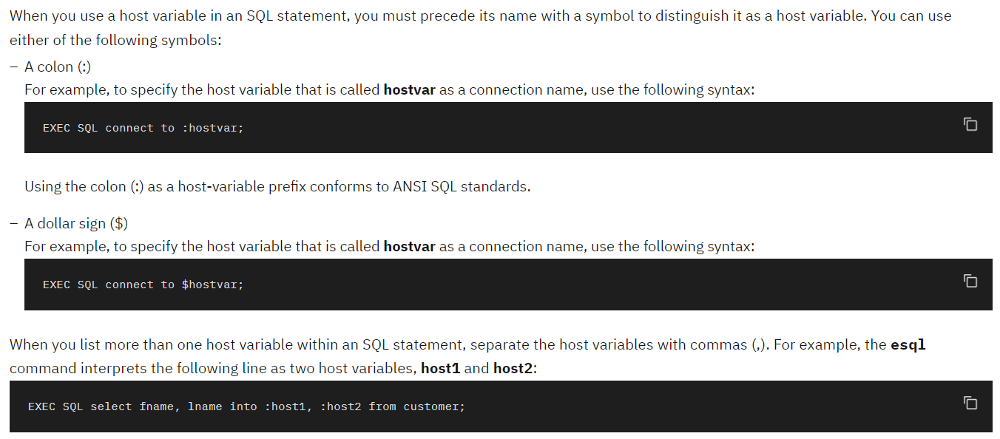 When you use a host variable in an SQL statement, you must precede its name with a symbol to distinguish it as a host variable. You can use
either of the following symbols:
– A colon (:)
For example, to specify the host variable that is called hostvar as a connection name, use the following syntax:
EXEC SQL connect to :hostvar;
Using the colon (:) as a host-variable prefix conforms to ANSI SQL standards.
– A dollar sign ($)
For example, to specify the host variable that is called hostvar as a connection name, use the following syntax:
EXEC SQL connect to $hostvar;
When you list more than one host variable within an SQL statement, separate the host variables with commas (,). For example, the esql
command interprets the following line as two host variables, host1 and host2:
EXEC SQL select fname, lname into :host1, :host2 from customer;